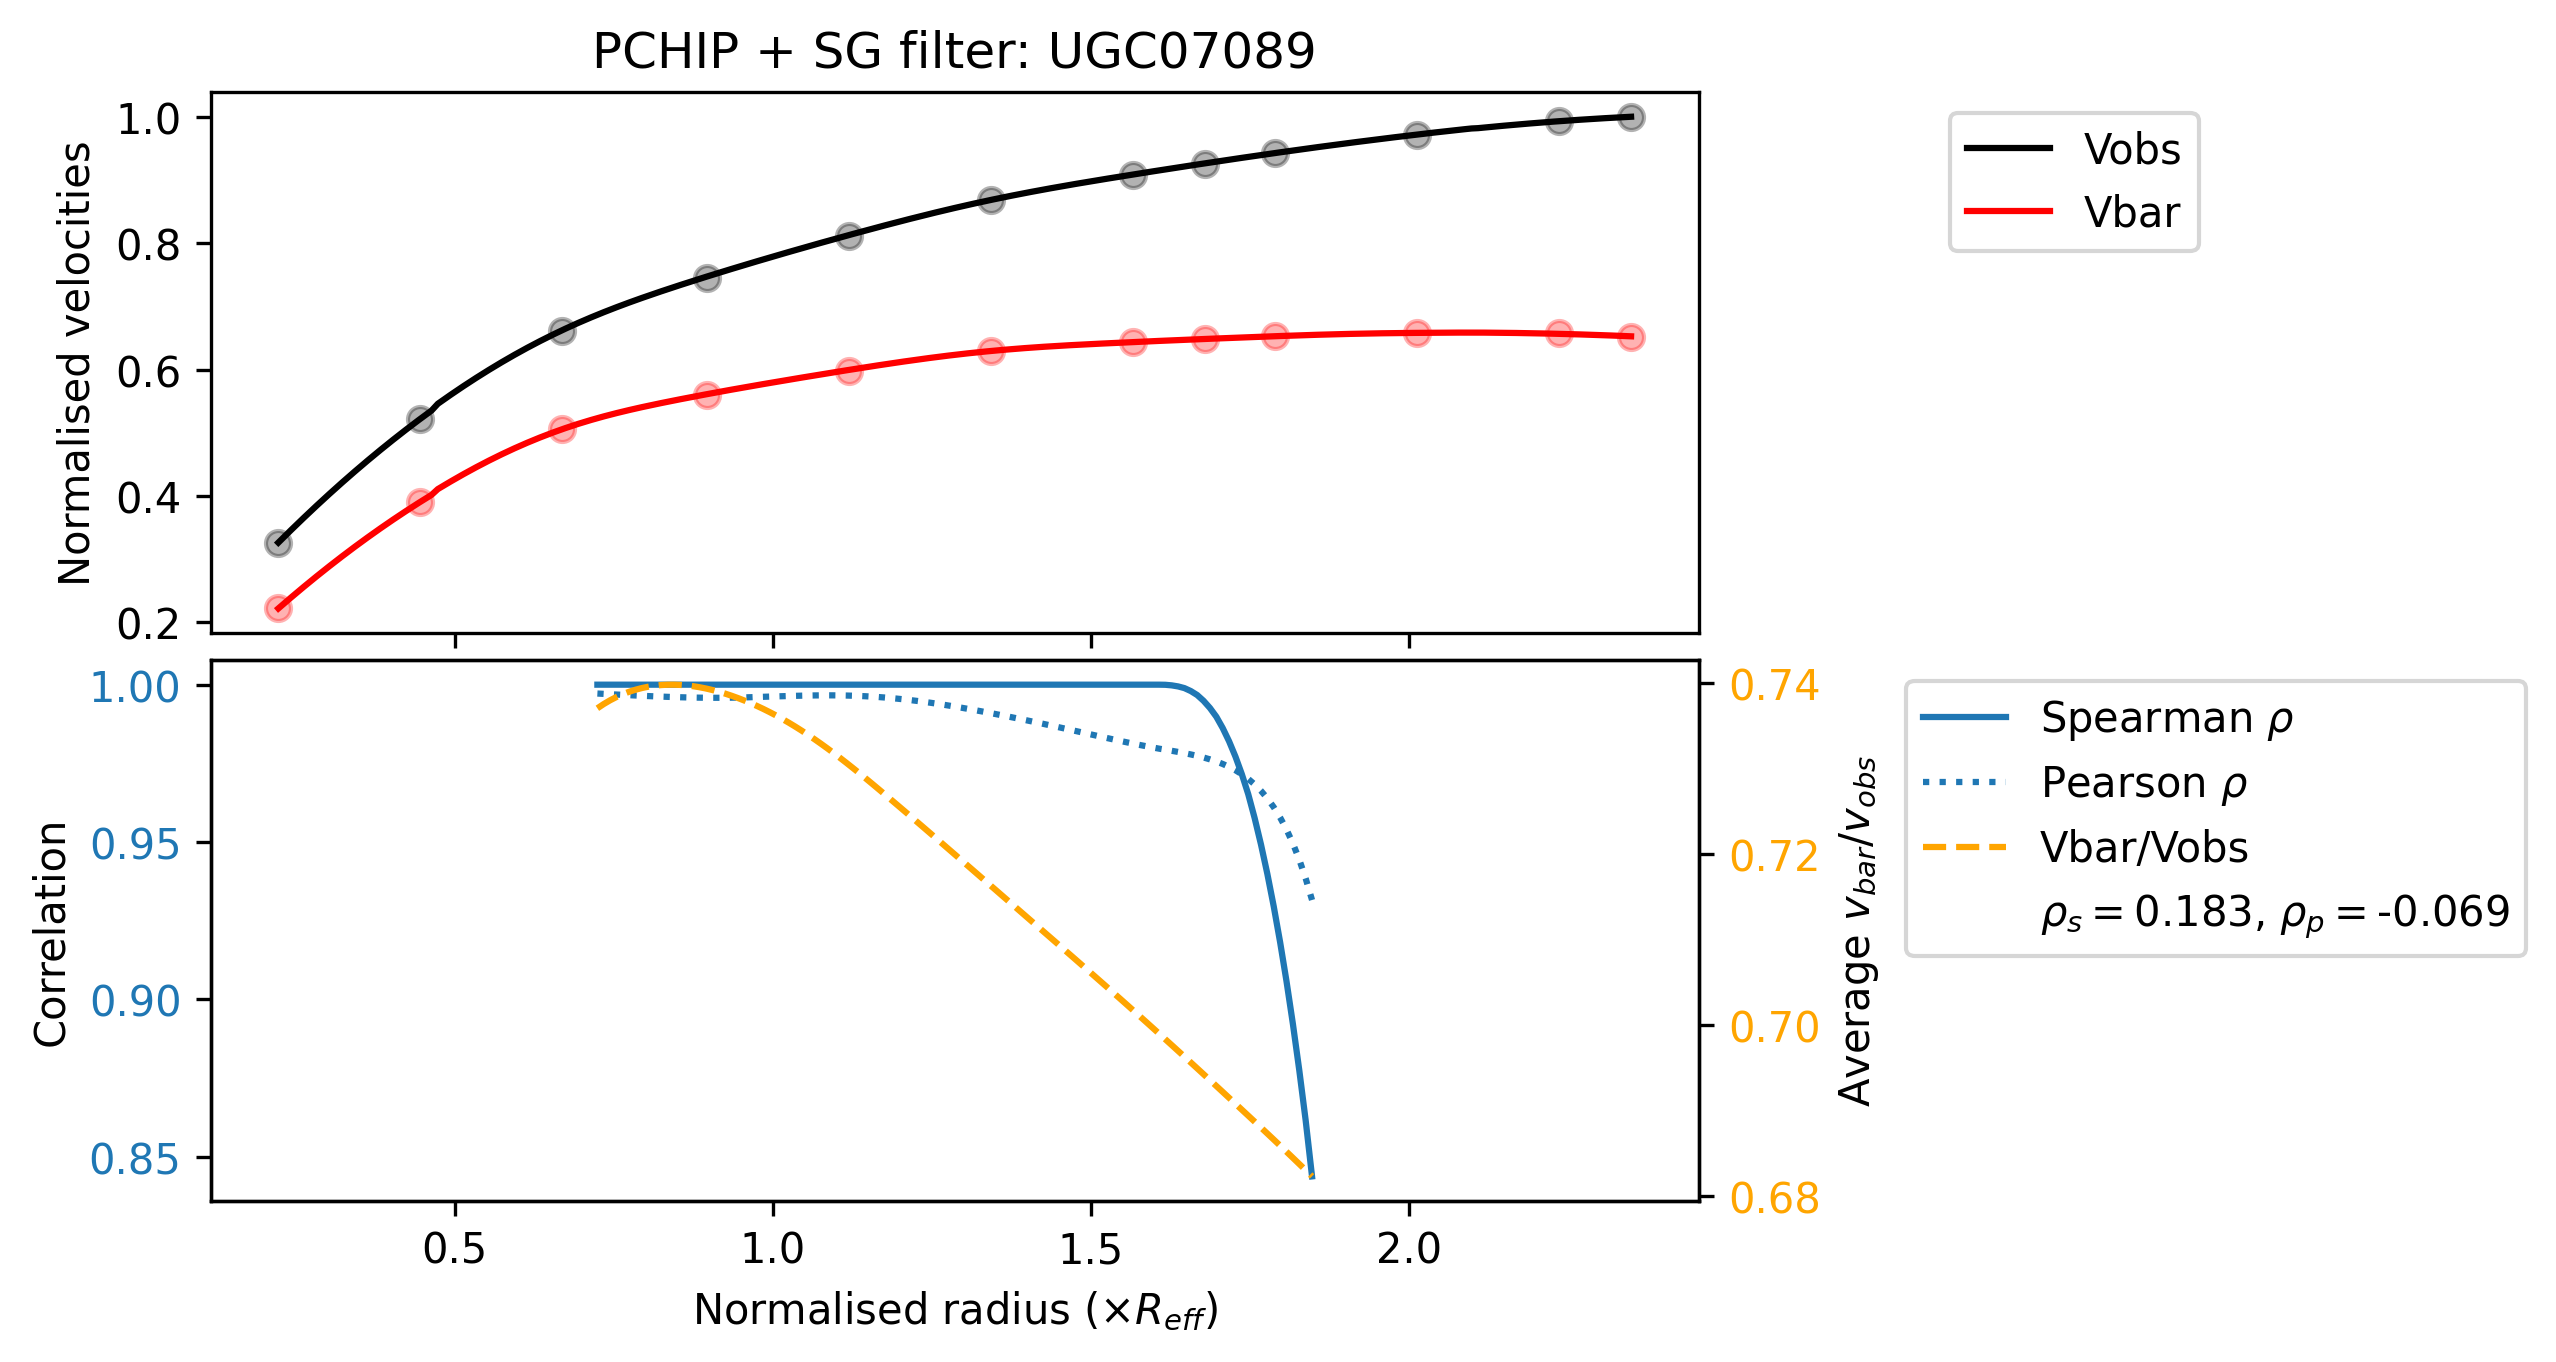 PCHIP + SG filter: UGC07089
Normalised velocities
1.0
0.8
0.6
0.4
0.2
Vobs
Vbar
Correlation
1.00
0.95
0.90
0.85
0.74
0.72
0.70
0.68
Average v_bar/v_obs
Spearman ρ
Pearson ρ
Vbar/Vobs
ρ_s = 0.183, ρ_p = -0.069
0.5 1.0 1.5 2.0
Normalised radius (×R_eff)